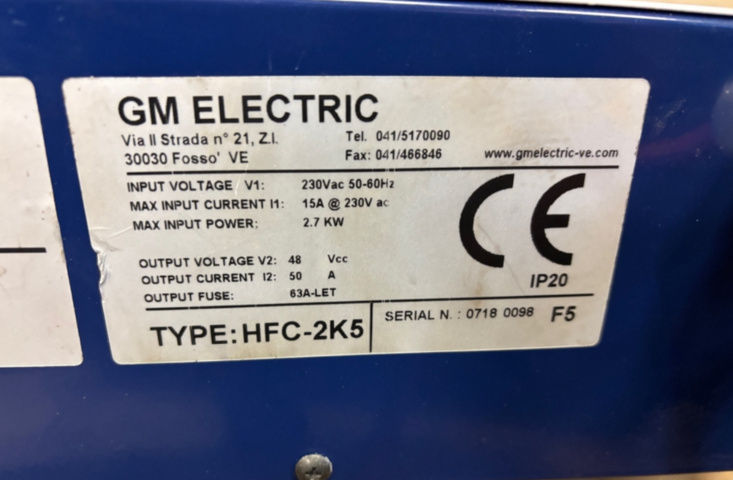 GM ELECTRIC
Via II Strada n° 21, Z.I. Tel. 041/5170090
30030 Fosso' VE Fax: 041/466846 www.gmelectric-ve.com
INPUT VOLTAGE V1: 230Vac 50-60Hz
MAX INPUT CURRENT I1: 15A @ 230V ac
MAX INPUT POWER: 2.7 KW
CE
OUTPUT VOLTAGE V2: 48 Vcc
OUTPUT CURRENT I2: 50 A
IP20
OUTPUT FUSE: 63A-LET
TYPE: HFC-2K5 SERIAL N. : 0718 0098 F5